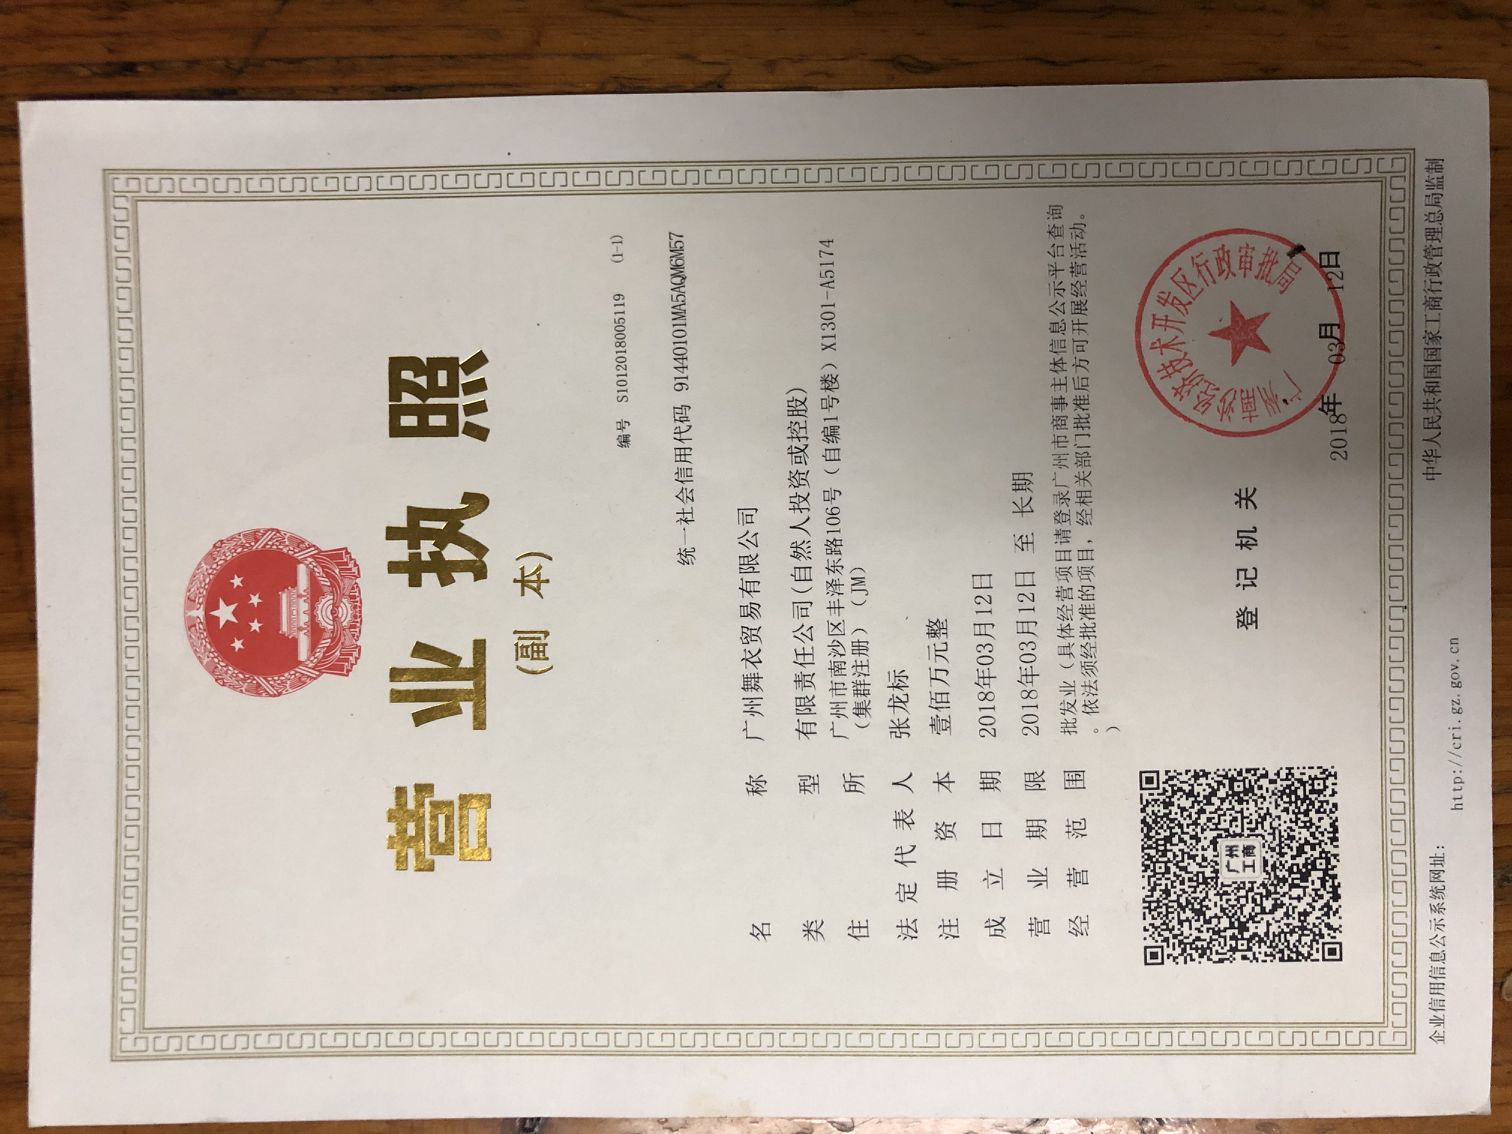 营业执照
(副 本)
编号 S1012018005119 (1-1)
统一社会信用代码 91440101MA5AQM6M57
名 称 广州舞衣贸易有限公司
类 型 有限责任公司(自然人投资或控股)
住 所 广州市南沙区丰泽东路106号(自编1号楼)X1301-A5174
(集群注册)(JM)
法定代表人 张龙标
注册资本 壹佰万元整
成立日期 2018年03月12日
营业期限 2018年03月12日 至 长期
经营范围 批发业(具体经营项目请登录广州市商事主体信息公示平台查询
。依法须经批准的项目,经相关部门批准后方可开展经营活动。
)
广州
工商
登记机关
广州南沙经济技术开发区行政审批局
2018年 03月 12日
企业信用信息公示系统网址: http://cri.gz.gov.cn
中华人民共和国国家工商行政管理总局监制